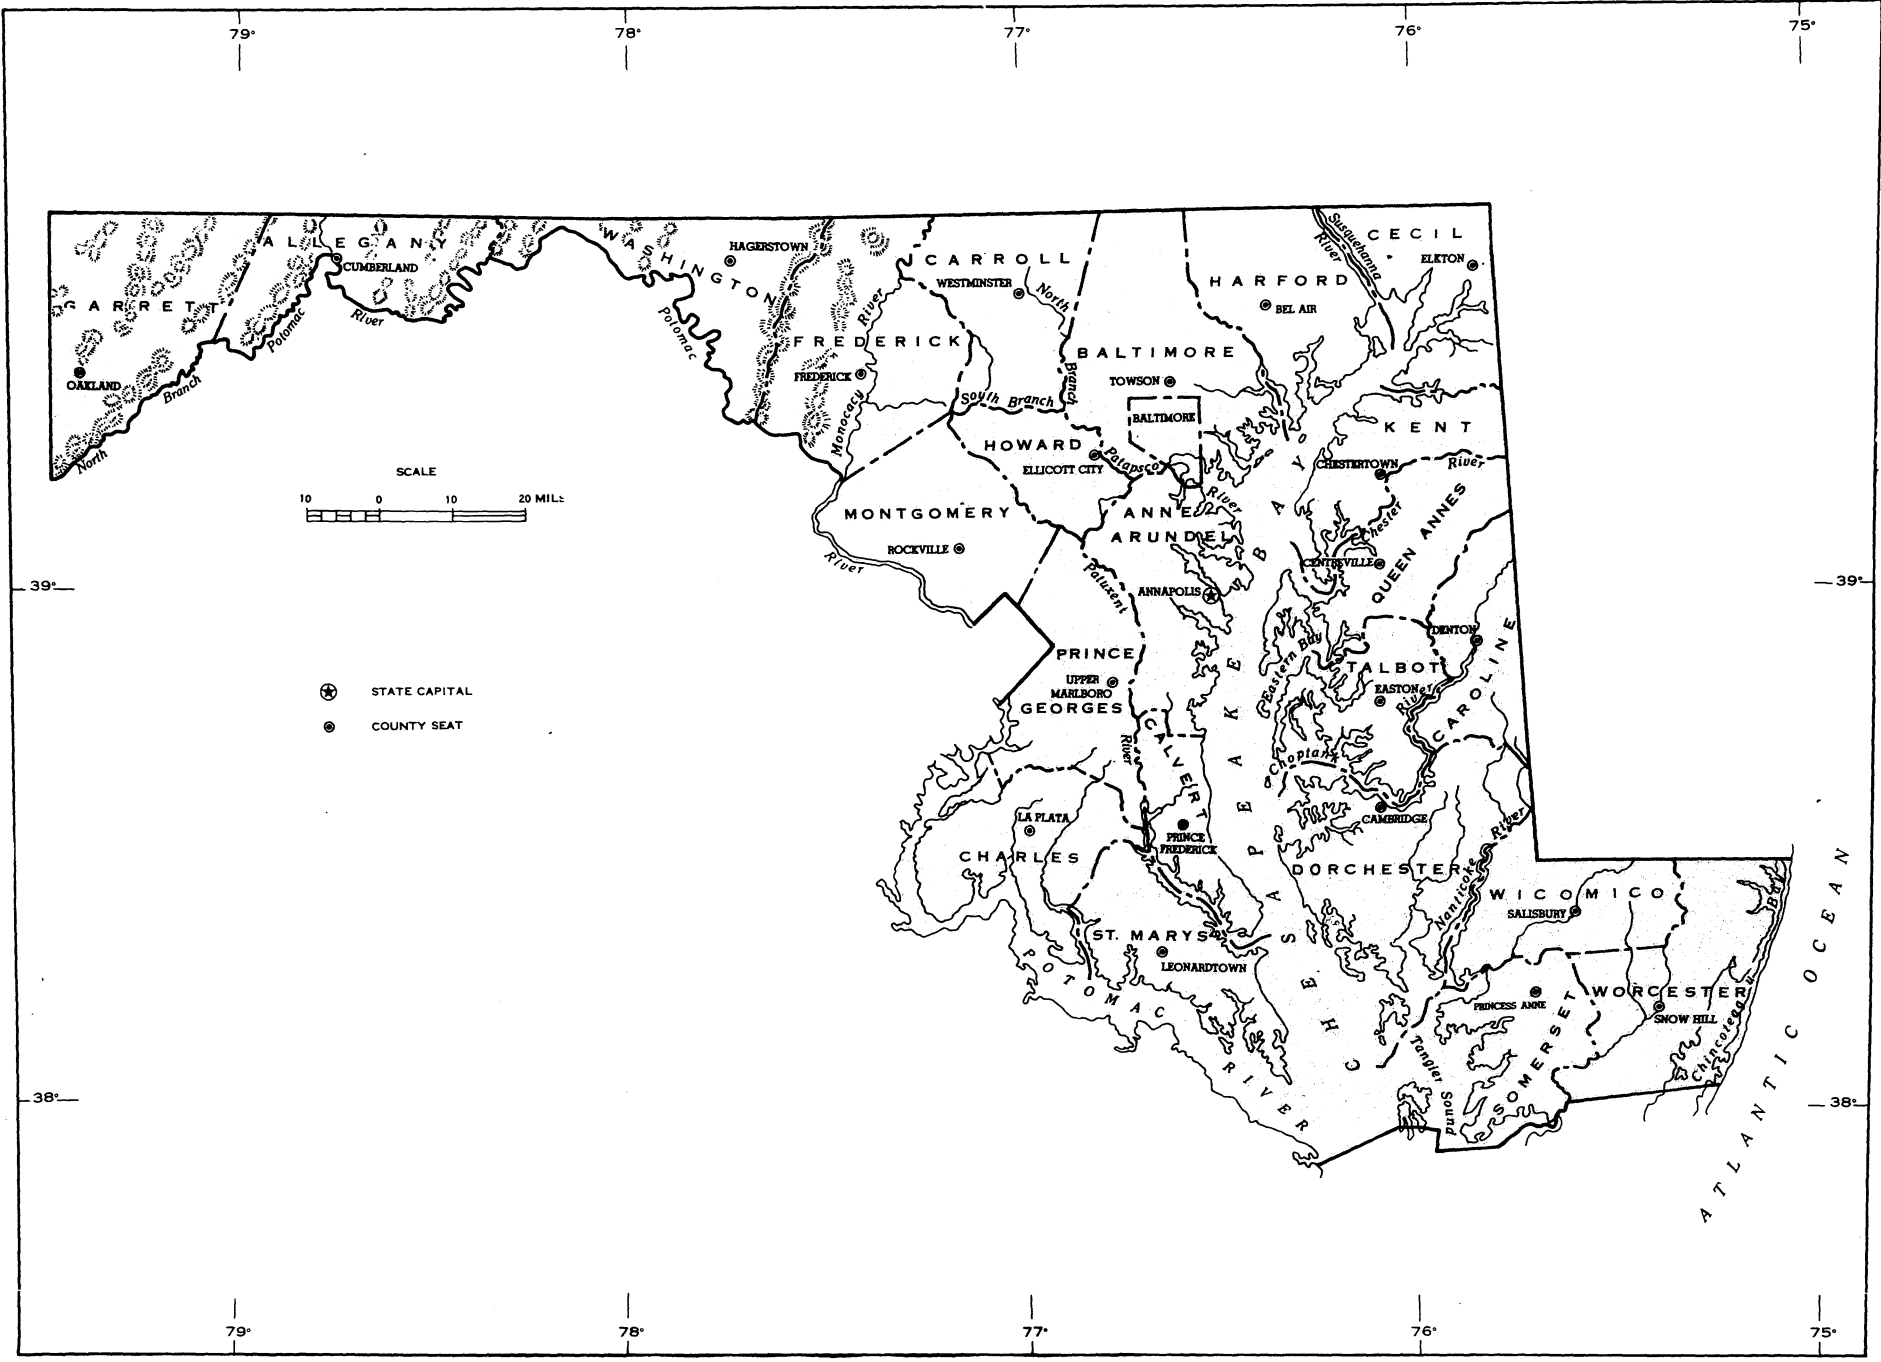 79° 78° 77° 76° 75°
ALLEGANY
CUMBERLAND
GARRETT
OAKLAND
North
Branch
Potomac
River
WASHINGTON
HAGERSTOWN
Potomac
FREDERICK
FREDERICK
Monocacy
River
CARROLL
WESTMINSTER
North
Branch
South Branch
BALTIMORE
TOWSON
BALTIMORE
HARFORD
BEL AIR
Susquehanna
River
CECIL
ELKTON
KENT
CHESTERTOWN
River
Chester
HOWARD
ELLICOTT CITY
Patapsco
River
MONTGOMERY
ROCKVILLE
River
ANNE
ARUNDEL
ANNAPOLIS
CENTREVILLE
QUEEN ANNES
SCALE
10 0 10 20 MIL
39° 39°
STATE CAPITAL
COUNTY SEAT
Patuxent
River
PRINCE
UPPER
MARLBORO
GEORGES
Eastern Bay
TALBOT
EASTON
DENTON
CAROLINE
River
Choptank
CALVERT
PRINCE
FREDERICK
CHESAPEAKE BAY
CAMBRIDGE
DORCHESTER
LA PLATA
CHARLES
ST. MARYS
LEONARDTOWN
POTOMAC RIVER
Nanticoke
River
WICOMICO
SALISBURY
PRINCESS ANNE
SOMERSET
WORCESTER
SNOW HILL
Tangier
Sound
Chincoteague
Bay
ATLANTIC OCEAN
38° 38°
79° 78° 77° 76° 75°